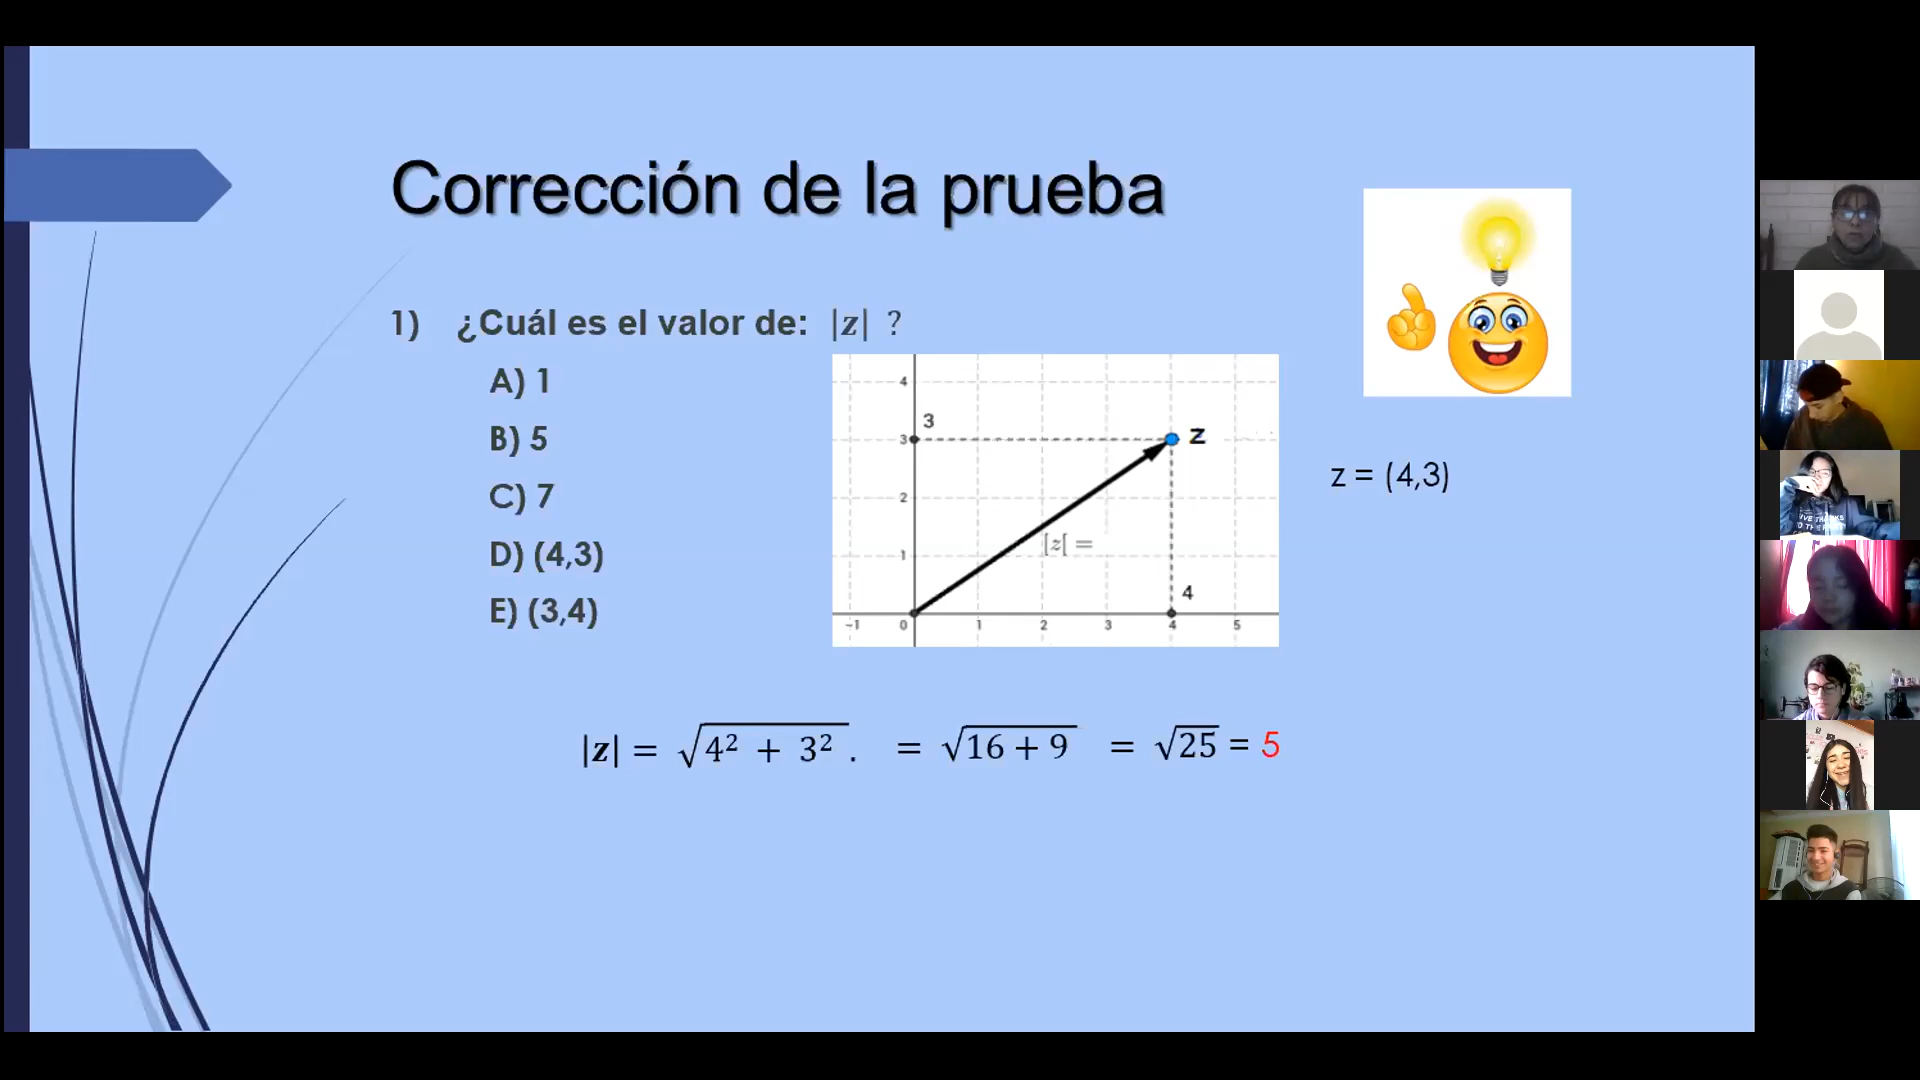 Corrección de la prueba
1) ¿Cuál es el valor de: |z| ?
A) 1
B) 5
C) 7
D) (4,3)
E) (3,4)
4
3
3
2
1
-1 0 1 2 3 4 5
4
z
[z[ =
z = (4,3)
|z| = √4² + 3² . = √16 + 9 = √25 = 5